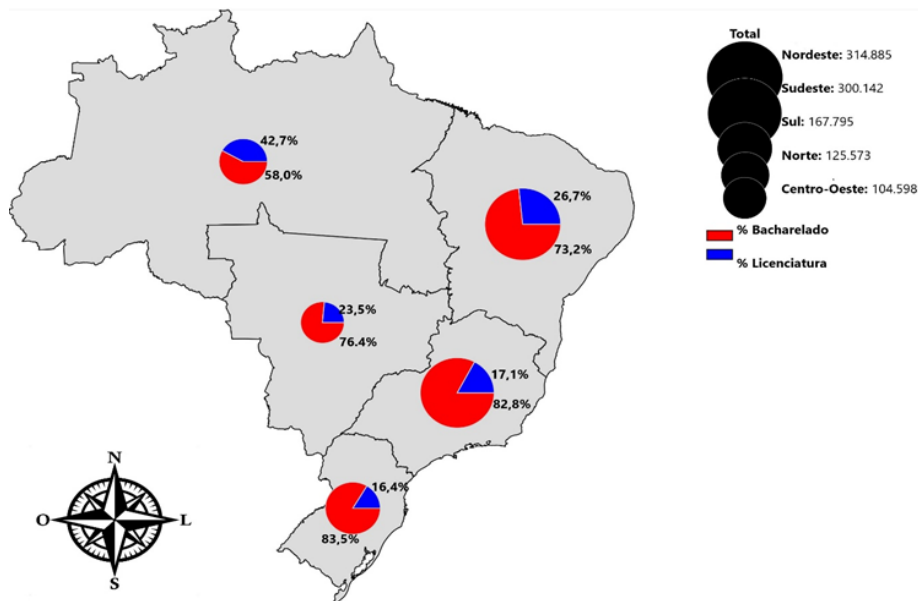 Total
Nordeste: 314.885
Sudeste: 300.142
Sul: 167.795
Norte: 125.573
Centro-Oeste: 104.598
% Bacharelado
% Licenciatura
42,7%
58,0%
26,7%
73,2%
23,5%
76.4%
17,1%
82,8%
16,4%
83,5%
N
O
L
S